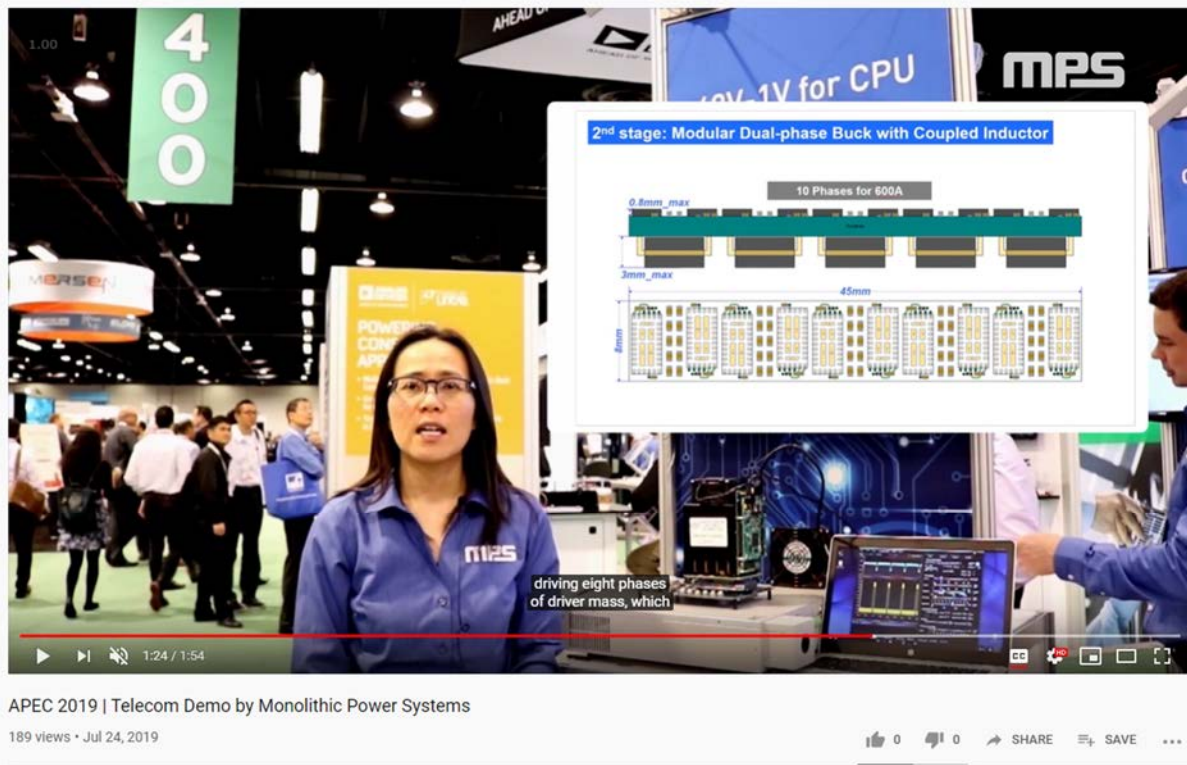 1.00
400
AHEAD OF
MPS
48V-1V for CPU
2nd stage: Modular Dual-phase Buck with Coupled Inductor
10 Phases for 600A
0.8mm_max
3mm_max
45mm
8mm
MERSEN
POWERING
MPS
driving eight phases
of driver mass, which
1:24 / 1:54
CC
HD
APEC 2019 | Telecom Demo by Monolithic Power Systems
189 views • Jul 24, 2019
0
0
SHARE
SAVE